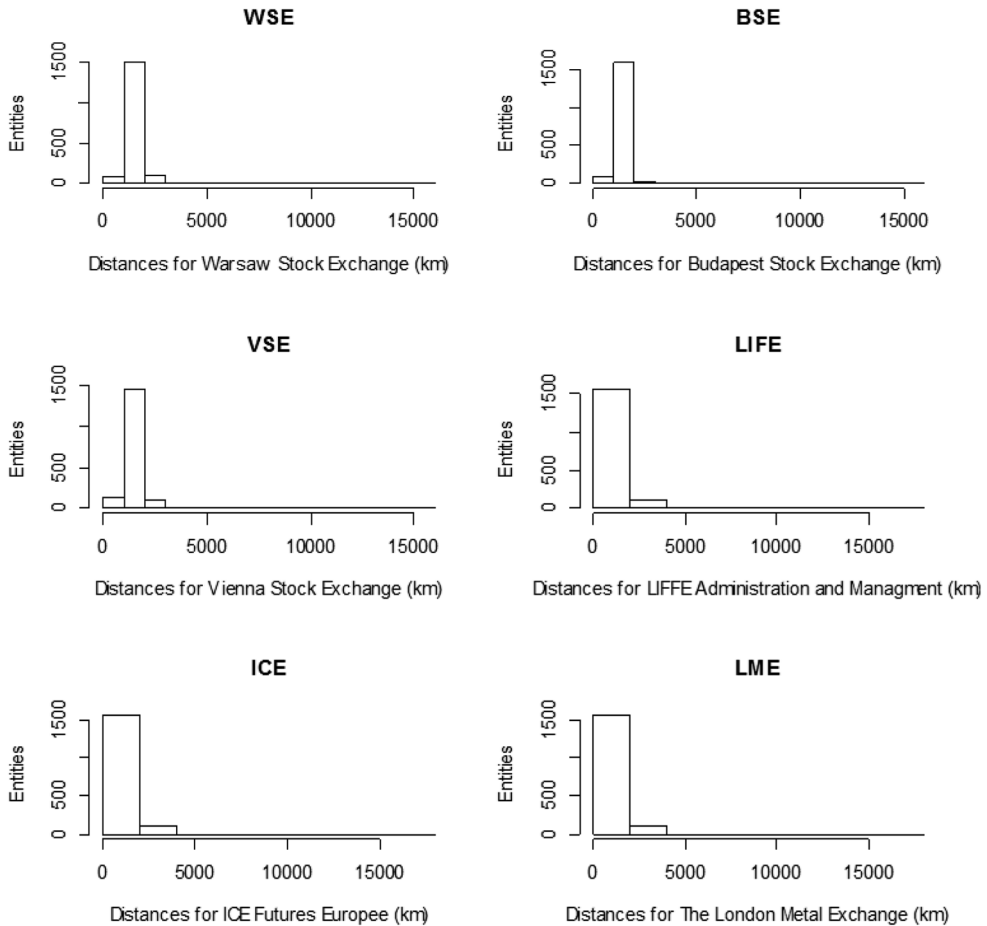 WSE
Entities
1500
500
0
0 5000 10000 15000
Distances for Warsaw Stock Exchange (km)
BSE
Entities
1500
500
0
0 5000 10000 15000
Distances for Budapest Stock Exchange (km)
VSE
Entities
1500
500
0
0 5000 10000 15000
Distances for Vienna Stock Exchange (km)
LIFE
Entities
1500
500
0
0 5000 10000 15000
Distances for LIFFE Administration and Managment (km)
ICE
Entities
1500
500
0
0 5000 10000 15000
Distances for ICE Futures Europee (km)
LME
Entities
1500
500
0
0 5000 10000 15000
Distances for The London Metal Exchange (km)